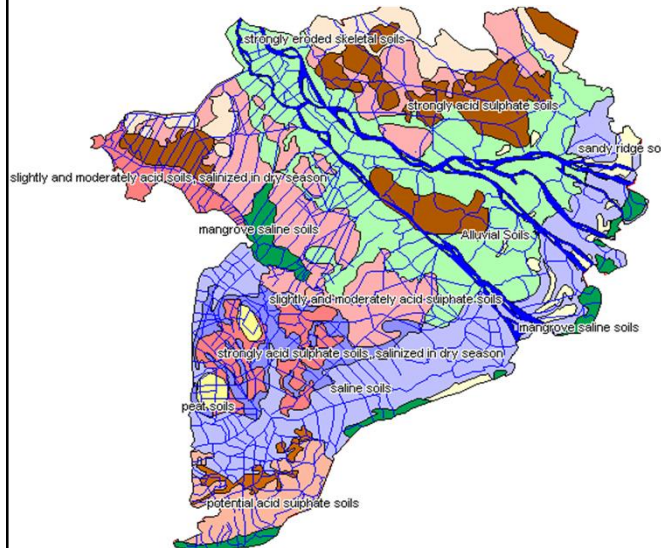 strongly eroded skeletal soils
strongly acid sulphate soils
sandy ridge so
slightly and moderately acid soils, salinized in dry season
mangrove saline soils
Alluvial Soils
slightly and moderately acid sulphate soils
mangrove saline soils
strongly acid sulphate soils, salinized in dry season
saline soils
peat soils
potential acid sulphate soils